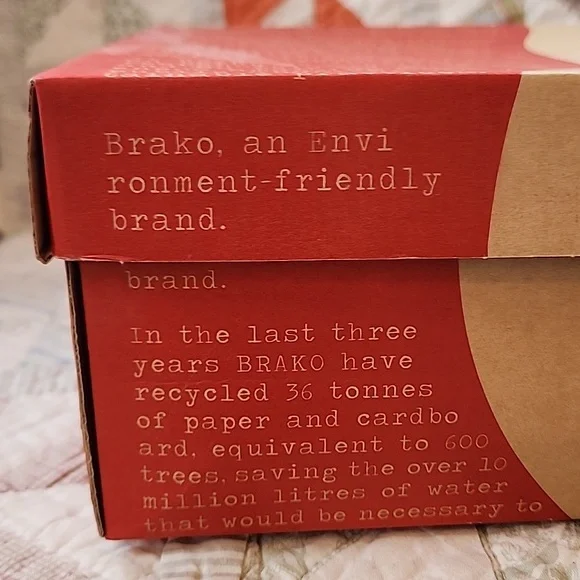 Brako, an Envi
ronment-friendly
brand.
brand.
In the last three
years BRAKO have
recycled 36 tonnes
of paper and cardbo
ard, equivalent to 600
trees, saving the over 10
million litres of water
that would be necessary to